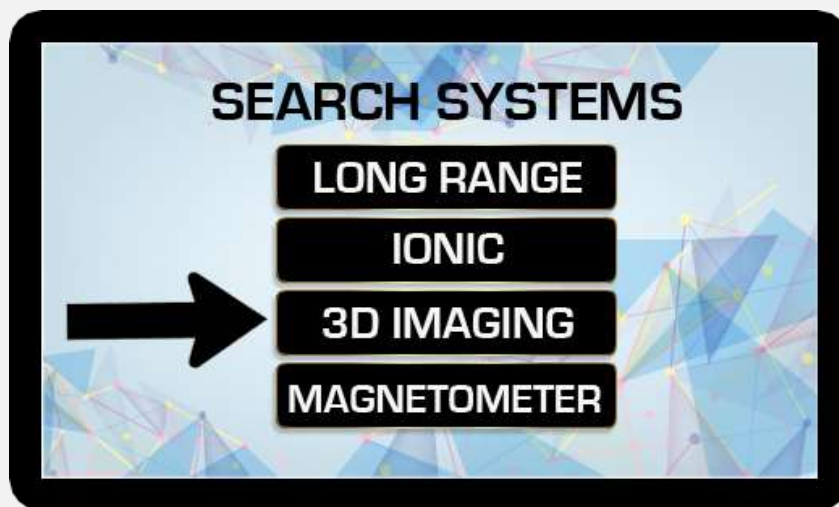 SEARCH SYSTEMS
LONG RANGE
IONIC
3D IMAGING
MAGNETOMETER